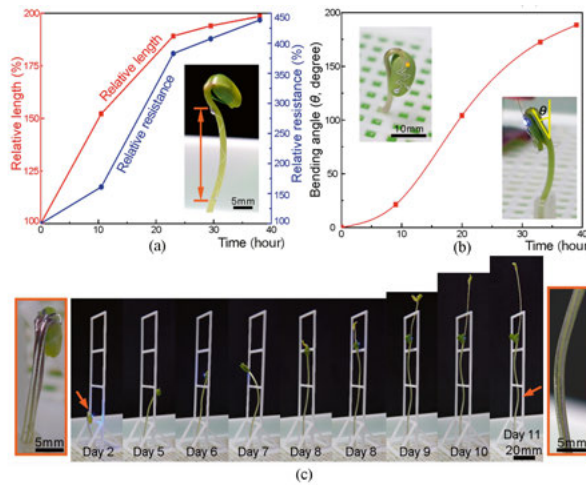 200
175
150
125
100
Relative length (%)
Relative length
Relative resistance
450
400
350
300
250
200
150
100
Relative resistance (%)
5mm
0
10
20
30
40
(a)
Time (hour)
200
150
100
50
0
Bending angle (θ, degree)
10mm
θ
0
10
20
30
40
(b)
Time (hour)
5mm
Day 2
Day 5
Day 6
Day 7
Day 8
Day 8
Day 9
Day 10
Day 11
20mm
5mm
(c)